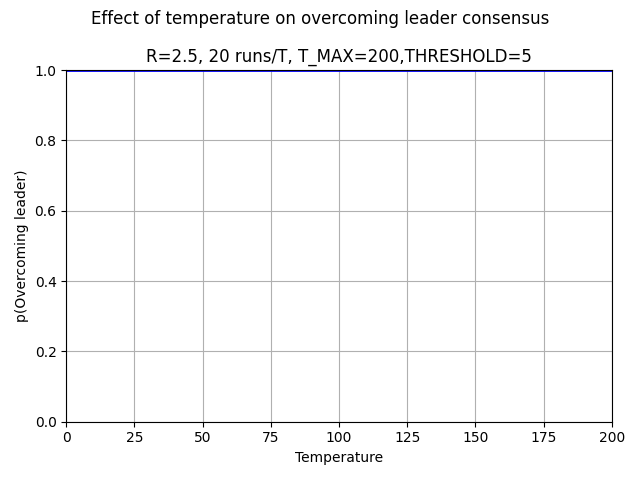 Effect of temperature on overcoming leader consensus
R=2.5, 20 runs/T, T_MAX=200,THRESHOLD=5
1.0
0.8
0.6
0.4
0.2
0.0
p(Overcoming leader)
0 25 50 75 100 125 150 175 200
Temperature